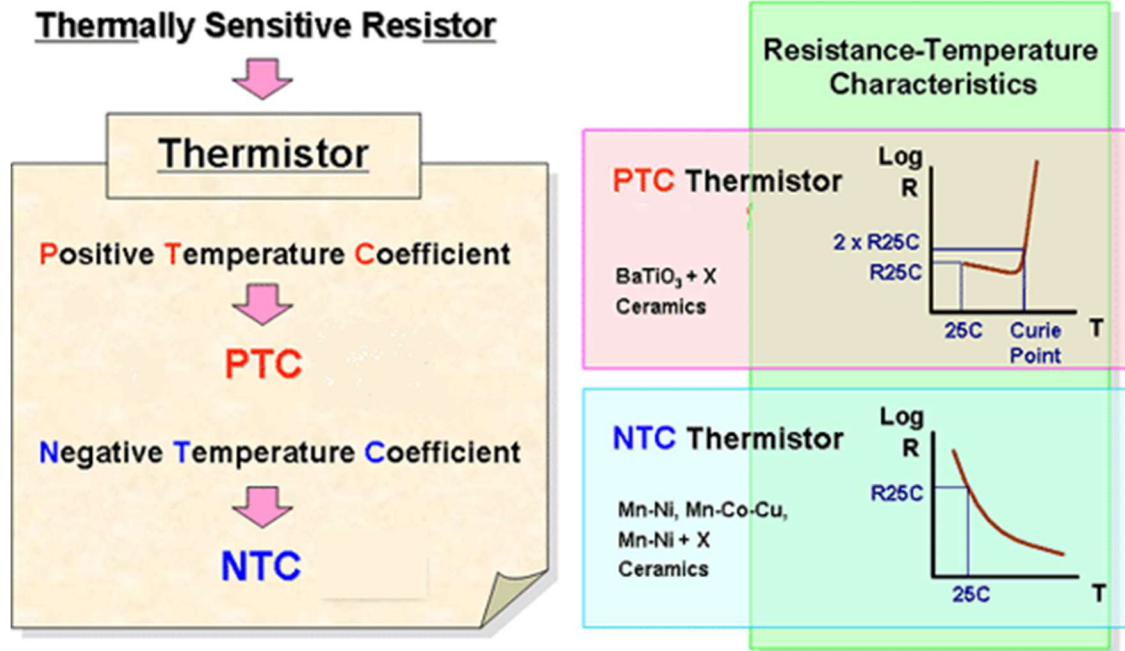 Thermally Sensitive Resistor
Thermistor
Positive Temperature Coefficient
PTC
Negative Temperature Coefficient
NTC
Resistance-Temperature
Characteristics
PTC Thermistor
BaTiO₃ + X
Ceramics
Log
R
2 x R25C
R25C
25C
Curie
Point
T
NTC Thermistor
Mn-Ni, Mn-Co-Cu,
Mn-Ni + X
Ceramics
Log
R
R25C
25C
T